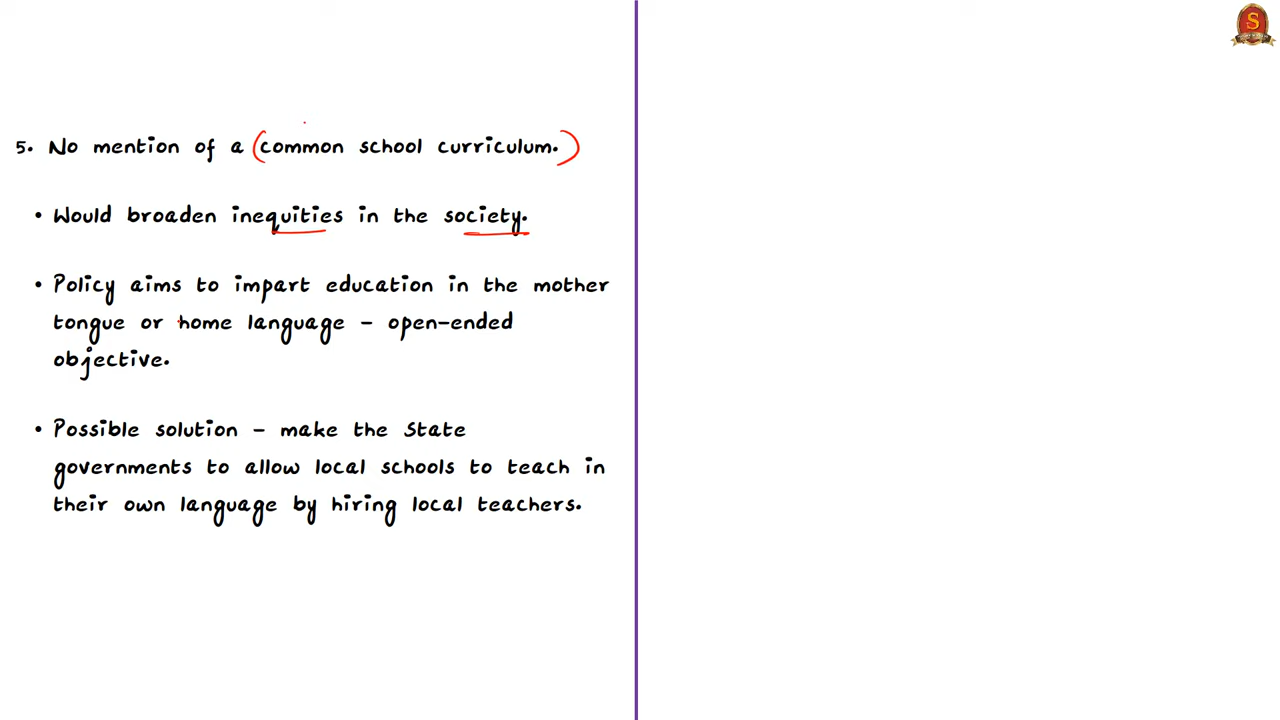 5. No mention of a (common school curriculum.)
• Would broaden inequities in the society.
• Policy aims to impart education in the mother
tongue or home language - open-ended
objective.
• Possible solution - make the State
governments to allow local schools to teach in
their own language by hiring local teachers.
S